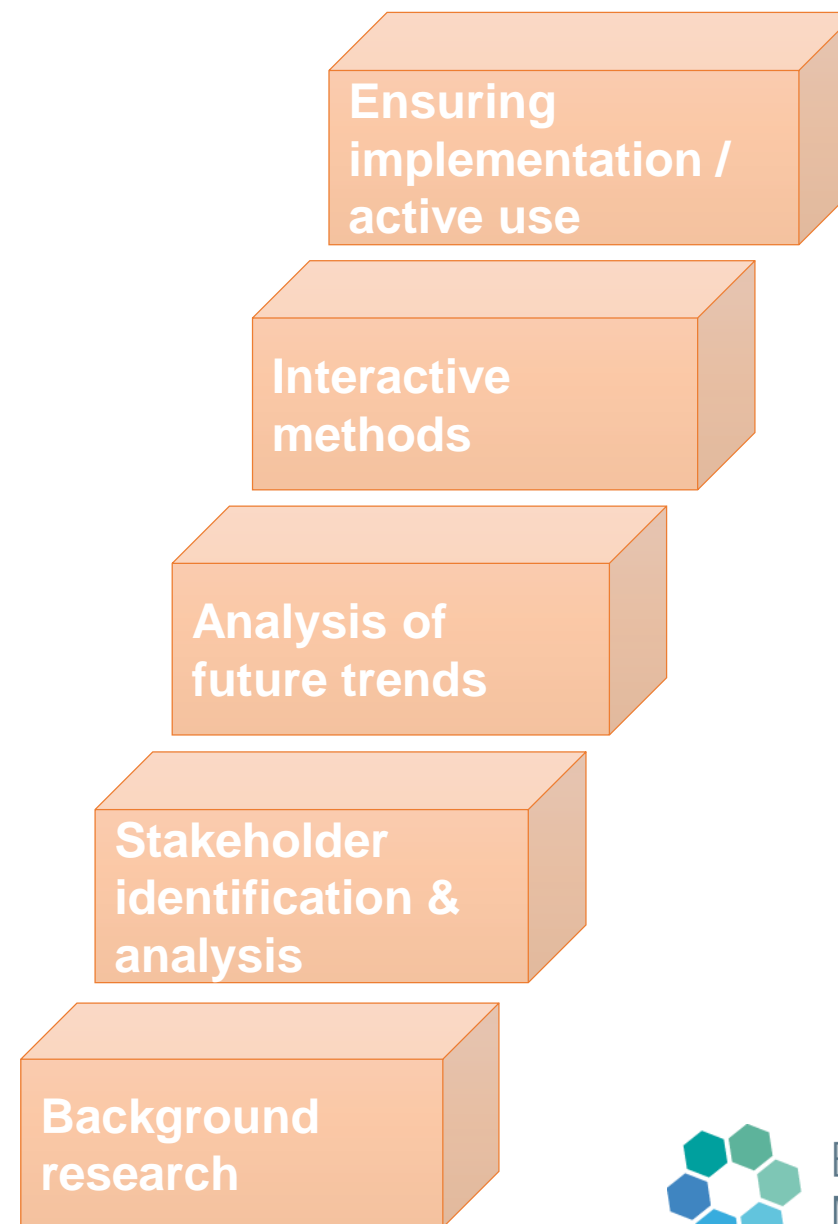 Ensuring
implementation /
active use
Interactive
methods
Analysis of
future trends
Stakeholder
identification &
analysis
Background
research